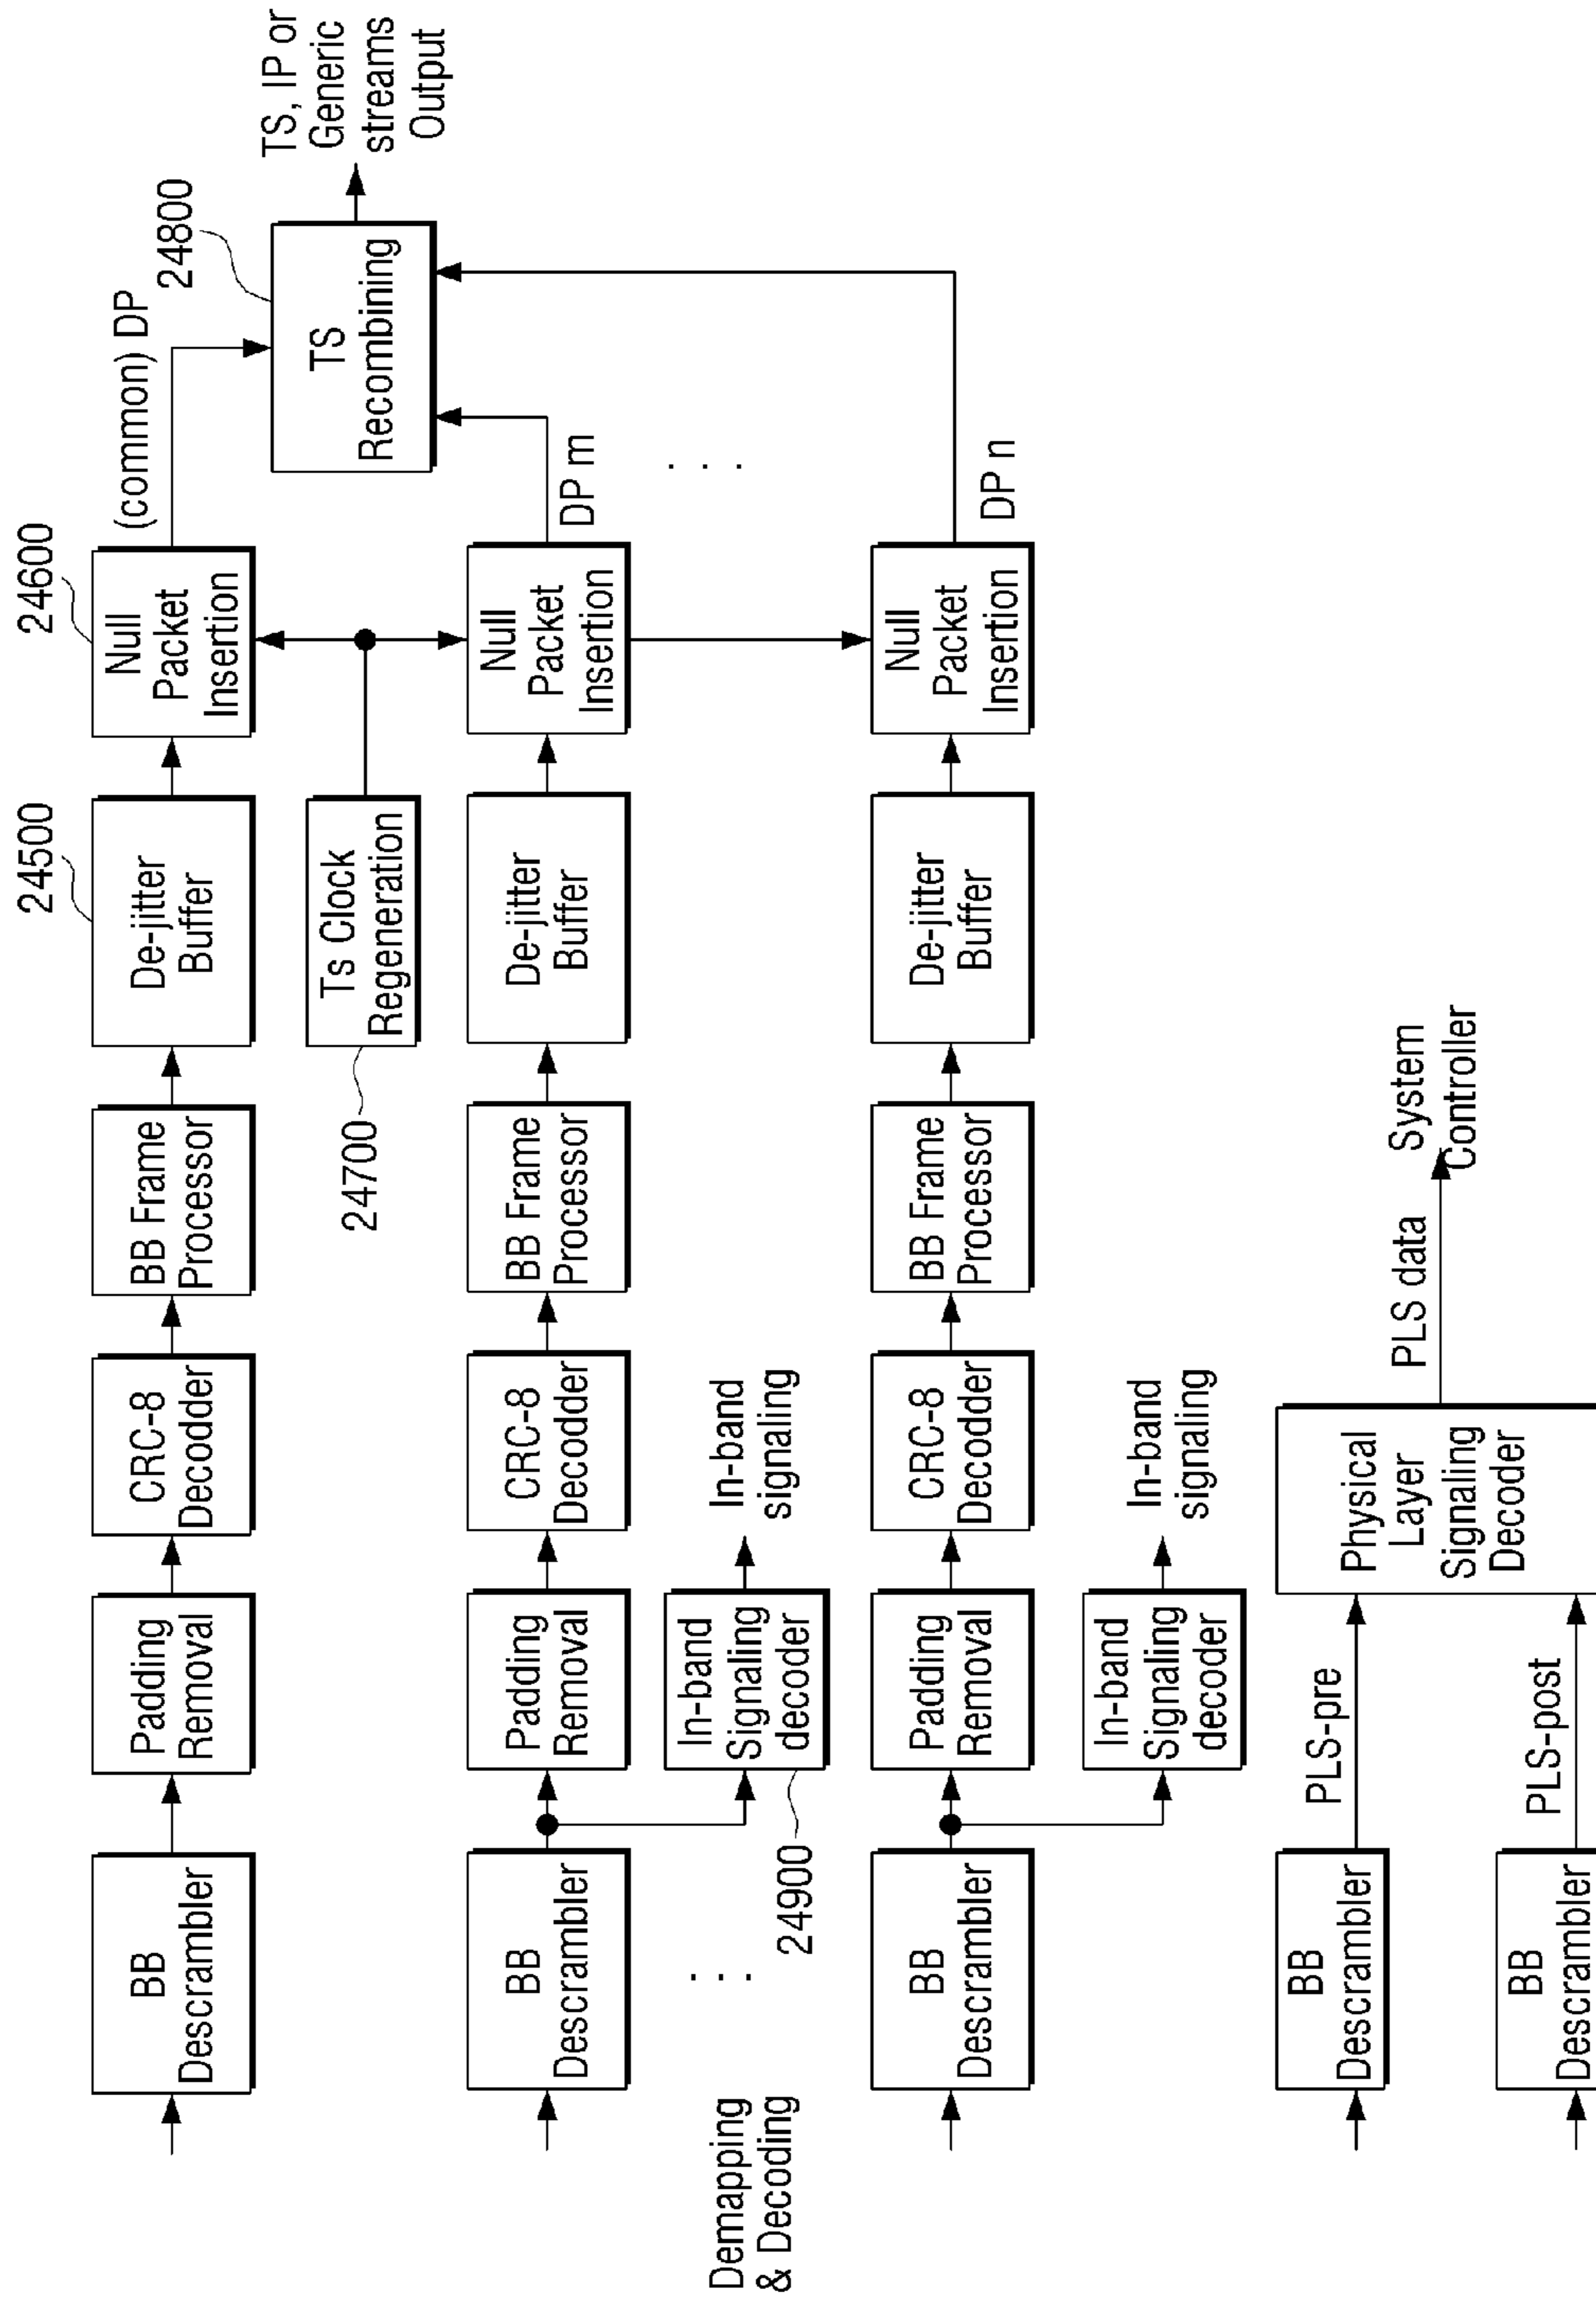 BB
Descrambler
Padding
Removal
CRC-8
Decodder
BB Frame
Processor
24500
De-jitter
Buffer
24600
Null
Packet
Insertion
(common) DP
24800
TS
Recombining
TS, IP or
Generic
streams
Output
24700
Ts Clock
Regeneration
BB
Descrambler
Padding
Removal
CRC-8
Decodder
BB Frame
Processor
De-jitter
Buffer
Null
Packet
Insertion
DP m
24900
In-band
Signaling
decoder
In-band
signaling
. . .
. . .
Demapping
& Decoding
BB
Descrambler
Padding
Removal
CRC-8
Decodder
BB Frame
Processor
De-jitter
Buffer
Null
Packet
Insertion
DP n
In-band
Signaling
decoder
In-band
signaling
BB
Descrambler
PLS-pre
Physical
Layer
Signaling
Decoder
PLS data
System
Controller
BB
Descrambler
PLS-post